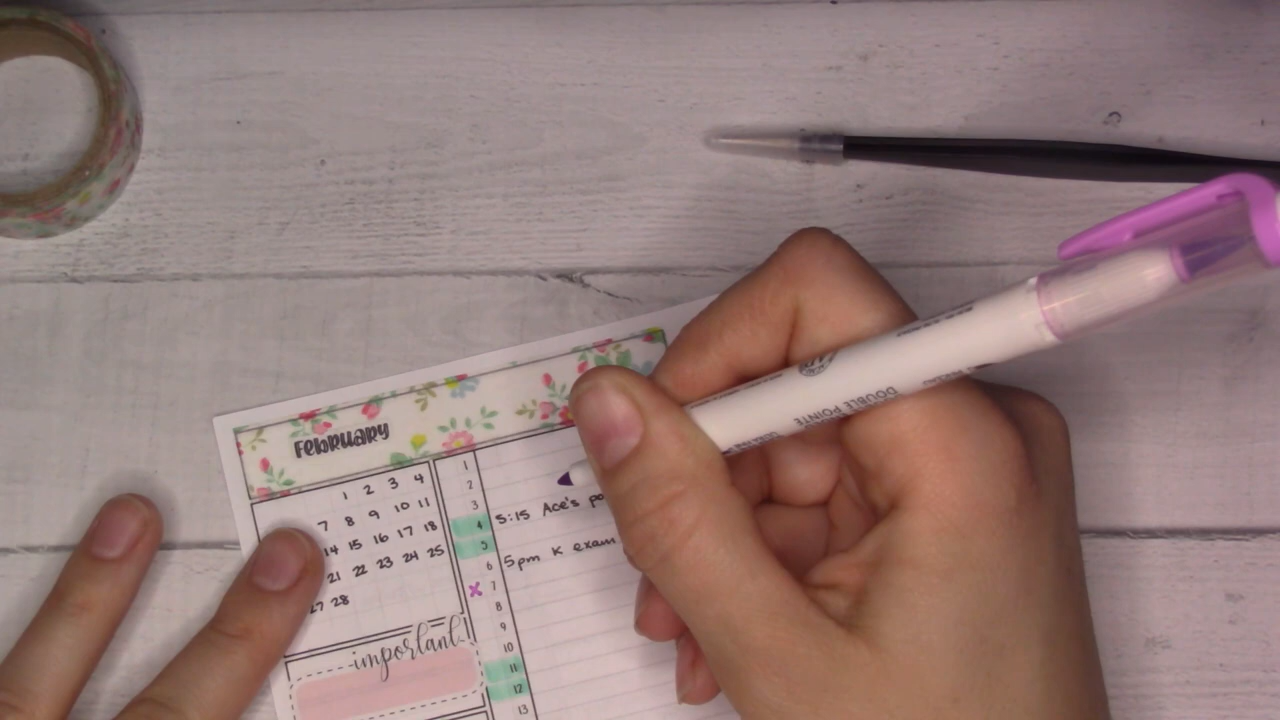 February
1 2 3 4
7 8 9 10 11
14 15 16 17 18
21 22 23 24 25
27 28
important
1
2
3
4 5:15 Ace's
5
6 5pm K exam
x 7
8
9
10
11
12
13
DOUBLE POINTE